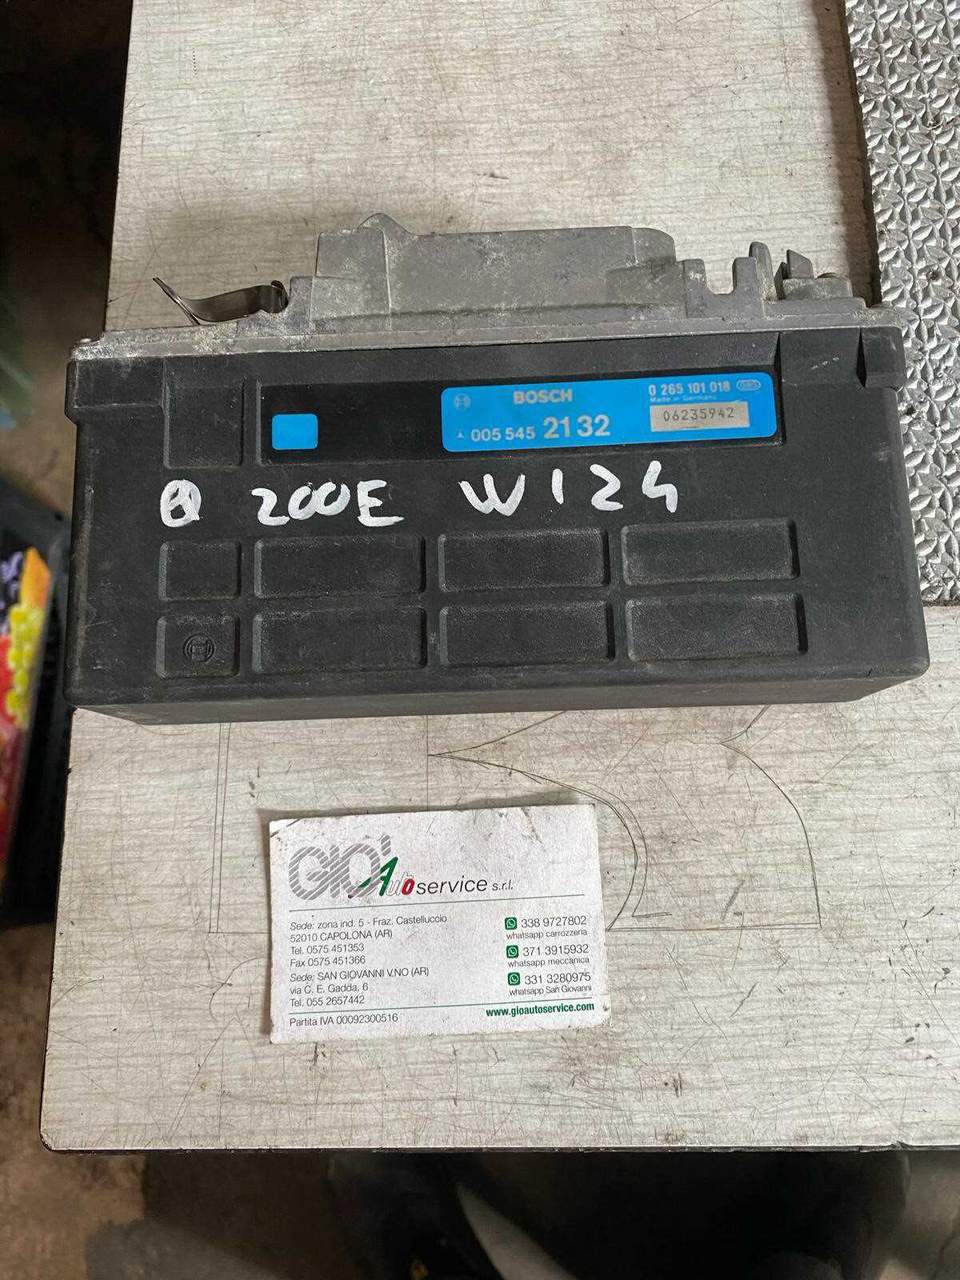 BOSCH
0 265 101 018
Made in Germany
005 545 2132
06235942
200E W124
GIO' Autoservice s.r.l.
Sede: zona ind. 5 - Fraz. Castelluccio
52010 CAPOLONA (AR)
Tel. 0575 451353
Fax 0575 451366
Sede: SAN GIOVANNI V.NO (AR)
via C. E. Gadda, 6
Tel. 055 2657442
Partita IVA 00092300516
338 9727802
whatsapp carrozzeria
371 3915932
whatsapp meccanica
331 3280975
whatsapp San Giovanni
www.gioautoservice.com